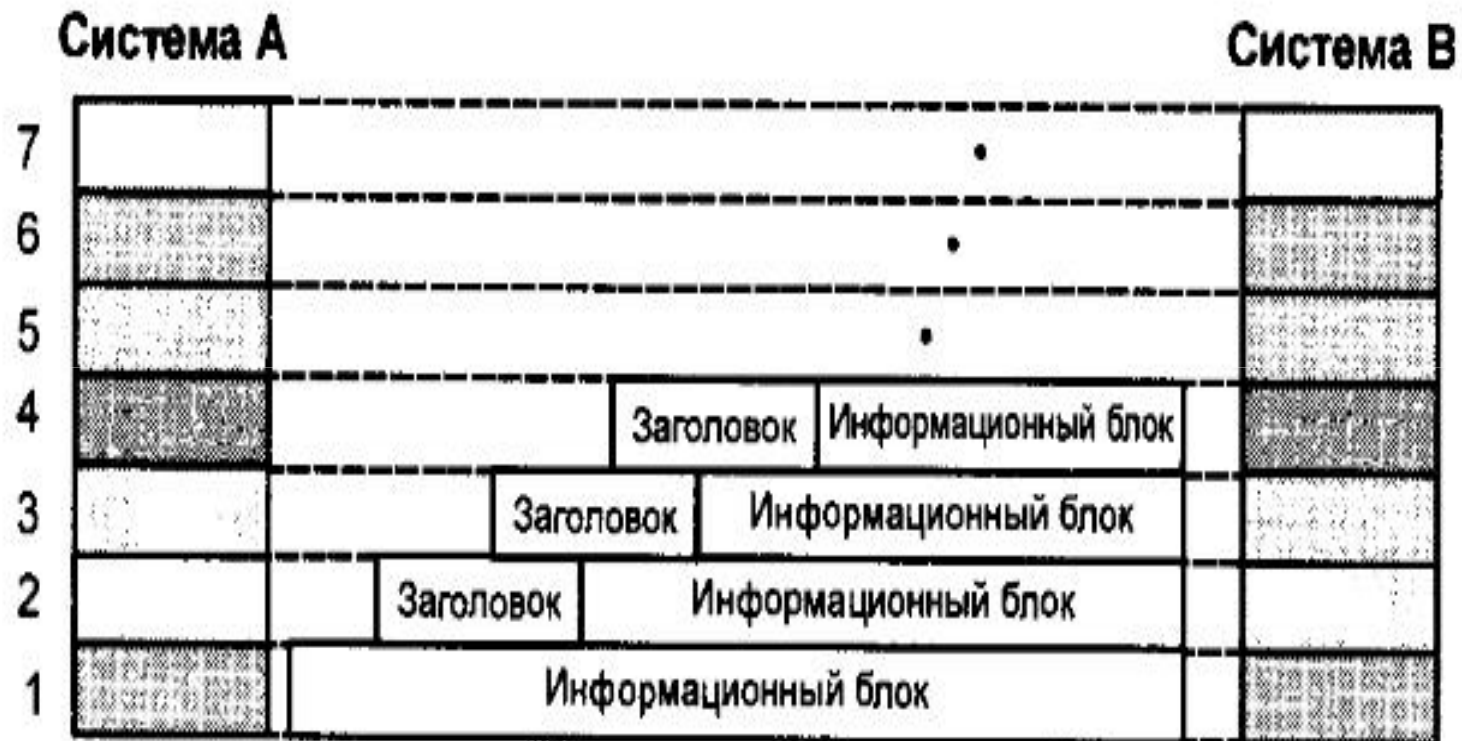 Система А
Система В
7
6
5
4 Заголовок Информационный блок
3 Заголовок Информационный блок
2 Заголовок Информационный блок
1 Информационный блок